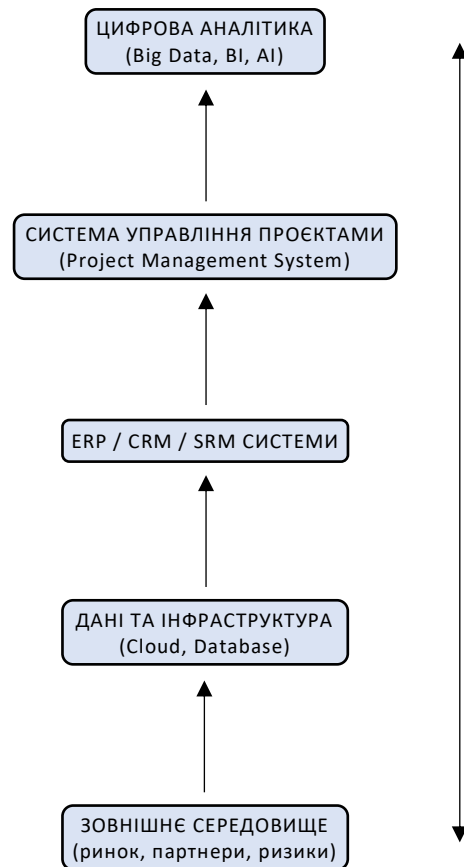 ЦИФРОВА АНАЛІТИКА
(Big Data, BI, AI)
СИСТЕМА УПРАВЛІННЯ ПРОЄКТАМИ
(Project Management System)
ERP / CRM / SRM СИСТЕМИ
ДАНІ ТА ІНФРАСТРУКТУРА
(Cloud, Database)
ЗОВНІШНЄ СЕРЕДОВИЩЕ
(ринок, партнери, ризики)